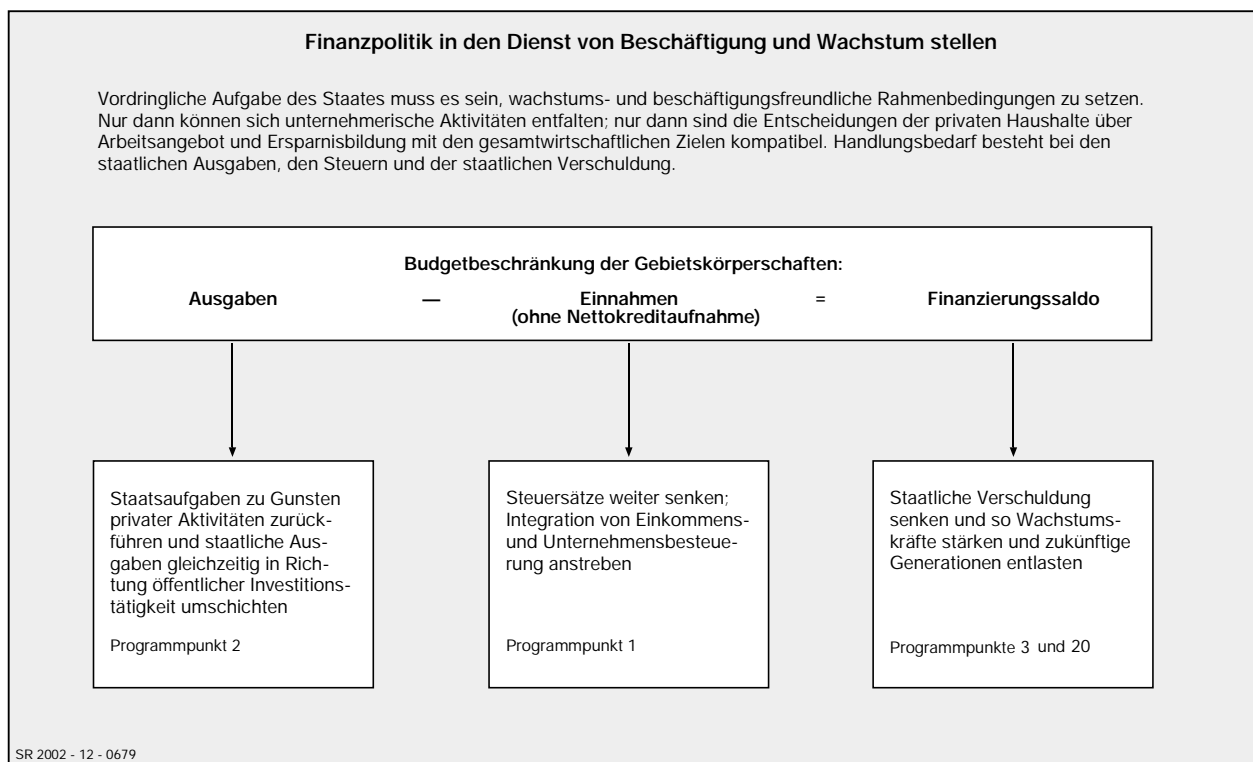 Finanzpolitik in den Dienst von Beschäftigung und Wachstum stellen
Vordringliche Aufgabe des Staates muss es sein, wachstums- und beschäftigungsfreundliche Rahmenbedingungen zu setzen.
Nur dann können sich unternehmerische Aktivitäten entfalten; nur dann sind die Entscheidungen der privaten Haushalte über
Arbeitsangebot und Ersparnisbildung mit den gesamtwirtschaftlichen Zielen kompatibel. Handlungsbedarf besteht bei den
staatlichen Ausgaben, den Steuern und der staatlichen Verschuldung.
Budgetbeschränkung der Gebietskörperschaften:
Ausgaben — Einnahmen = Finanzierungssaldo
(ohne Nettokreditaufnahme)
Staatsaufgaben zu Gunsten
privater Aktivitäten zurück-
führen und staatliche Aus-
gaben gleichzeitig in Rich-
tung öffentlicher Investitions-
tätigkeit umschichten
Programmpunkt 2
Steuersätze weiter senken;
Integration von Einkommens-
und Unternehmensbesteue-
rung anstreben
Programmpunkt 1
Staatliche Verschuldung
senken und so Wachstums-
kräfte stärken und zukünftige
Generationen entlasten
Programmpunkte 3 und 20
SR 2002 - 12 - 0679